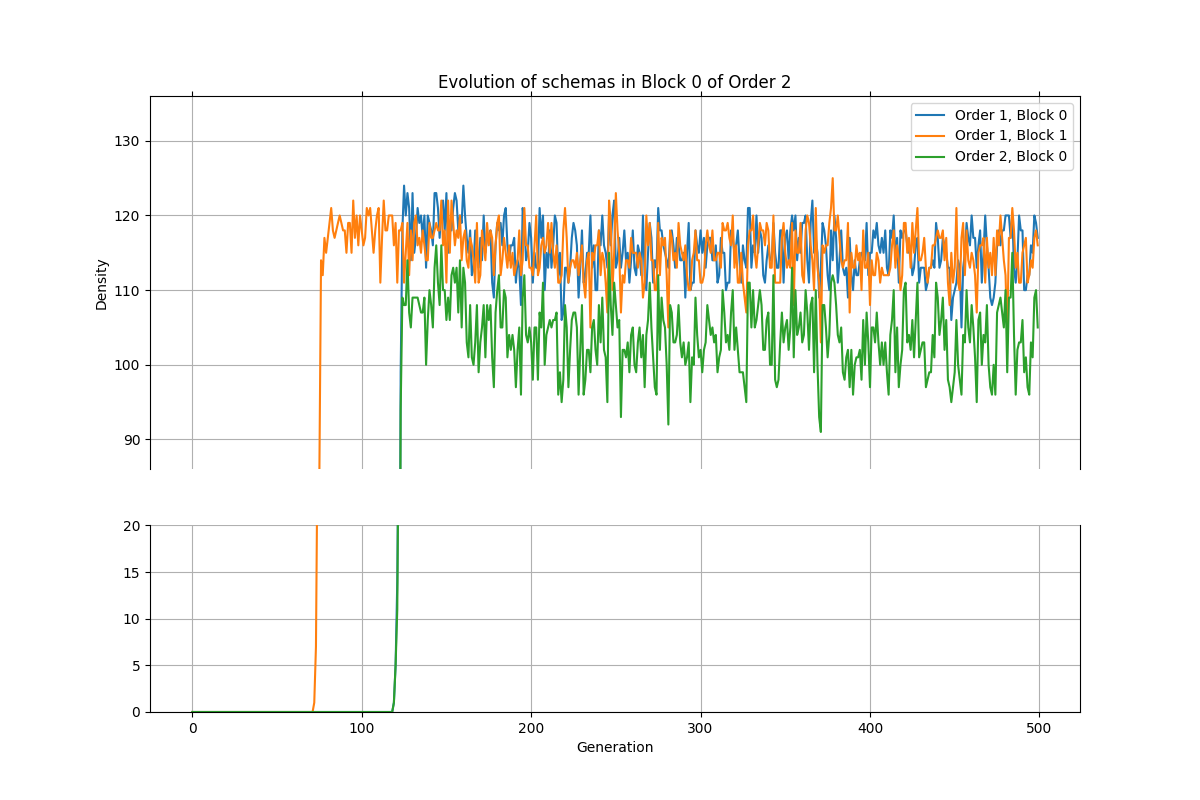 Evolution of schemas in Block 0 of Order 2
Order 1, Block 0
Order 1, Block 1
Order 2, Block 0
Density
130
120
110
100
90
20
15
10
5
0
0 100 200 300 400 500
Generation